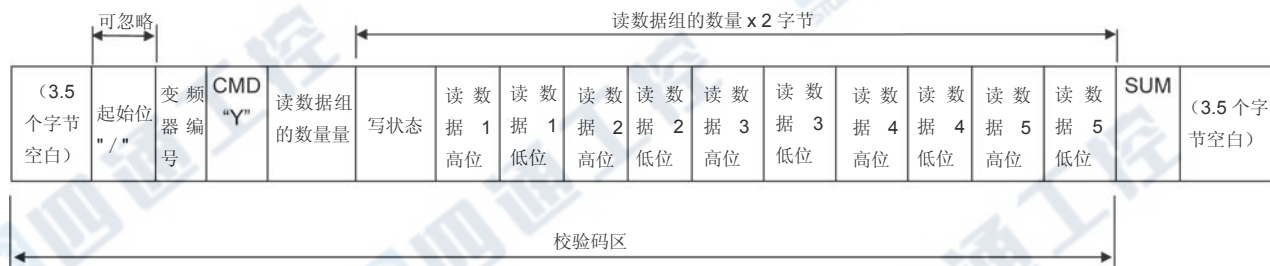 可忽略
读数据组的数量 x 2 字节
（3.5
个字节
空白）
起始位
" / "
变 频
器 编
号
CMD
“Y”
读数据组
的数量量
写状态
读 数
据 1
高位
读 数
据 1
低位
读 数
据 2
高位
读 数
据 2
低位
读 数
据 3
高位
读 数
据 3
低位
读 数
据 4
高位
读 数
据 4
低位
读 数
据 5
高位
读 数
据 5
低位
SUM
（3.5 个字
节空白）
校验码区
四通工控